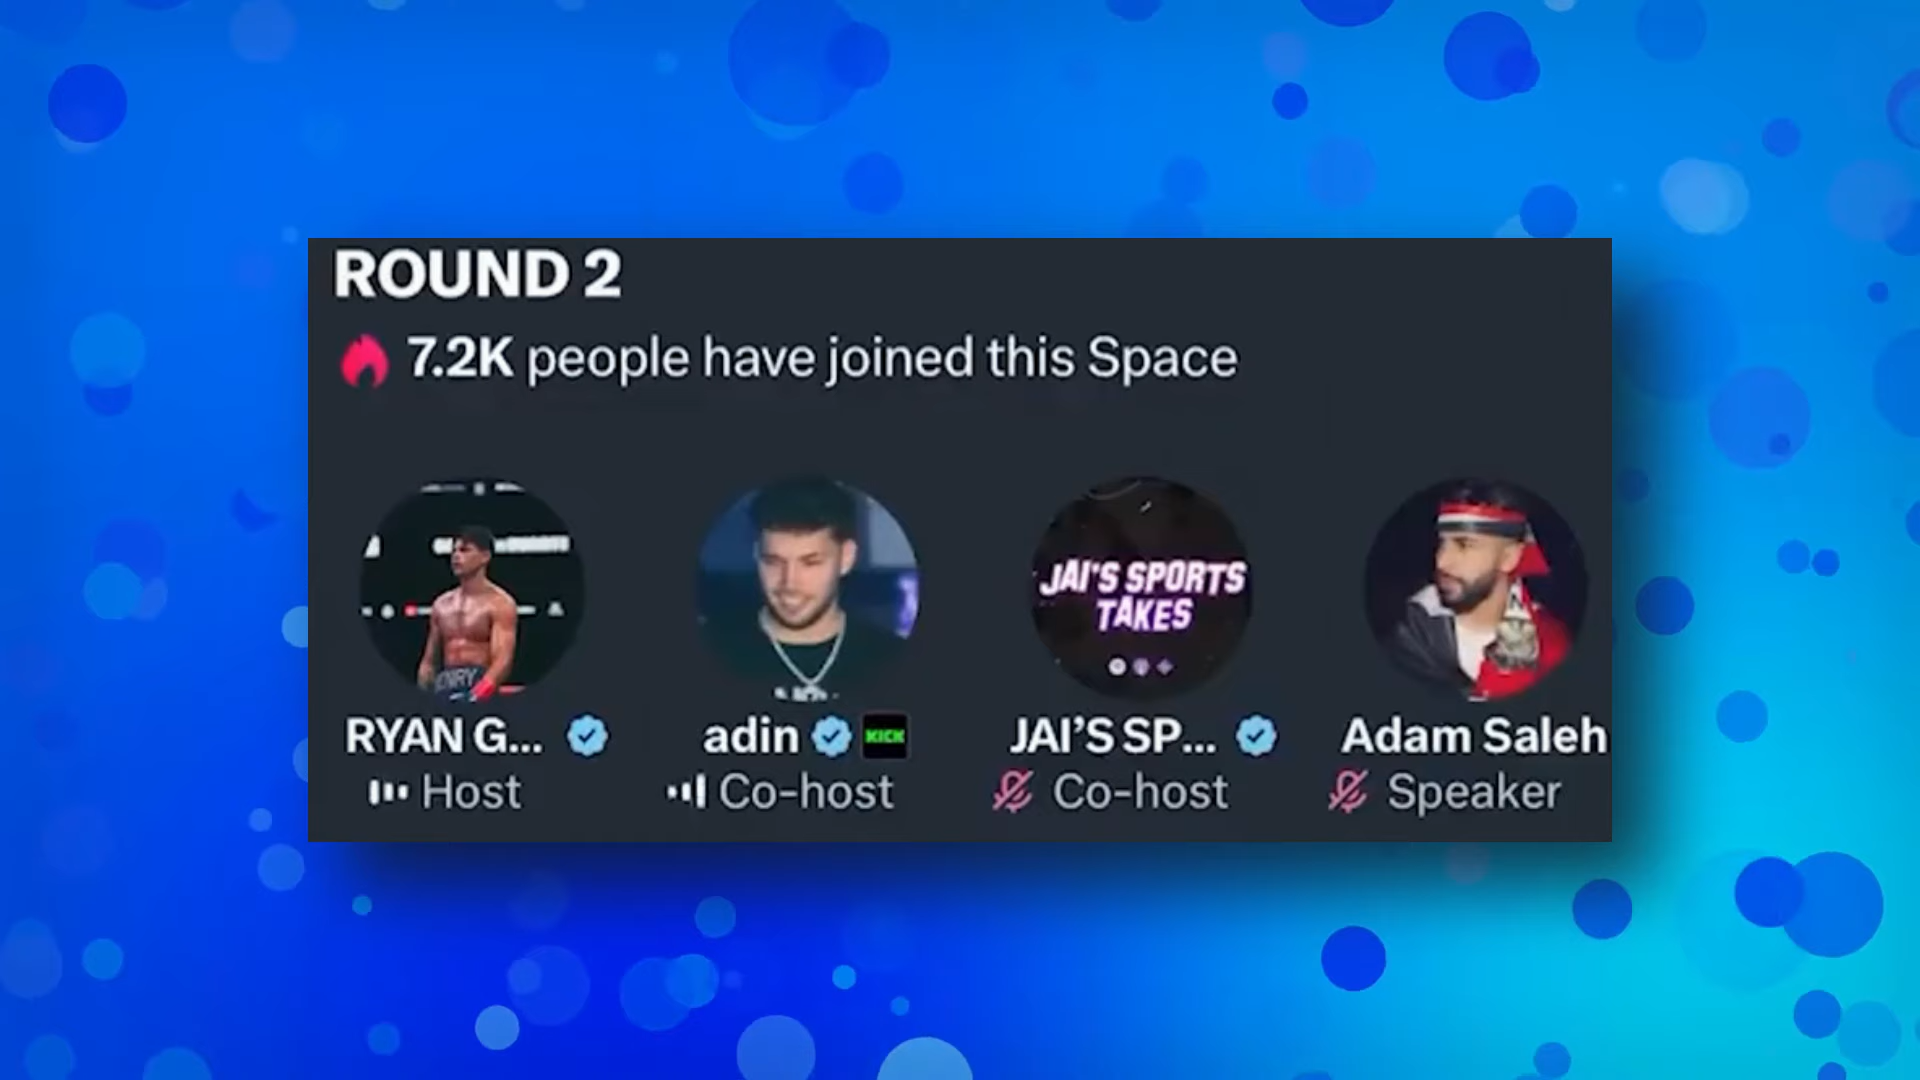 ROUND 2
7.2K people have joined this Space
JAI'S SPORTS
TAKES
RYAN G... adin KICK JAI'S SP... Adam Saleh
Host Co-host Co-host Speaker